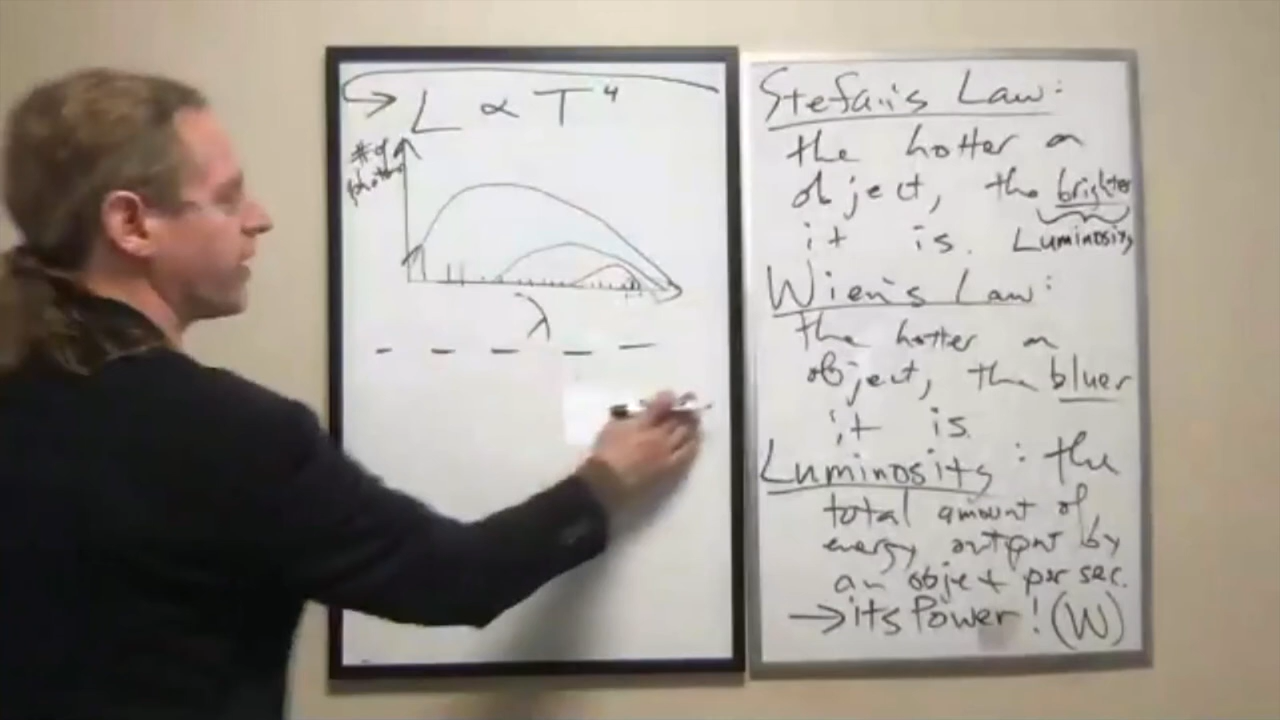 L ∝ T⁴
# of
photons
λ
Stefan's Law:
the hotter an
object, the brighter
it is. Luminosity
Wien's Law:
the hotter an
object, the bluer
it is.
Luminosity: the
total amount of
energy output by
an object per sec.
→ its Power! (W)